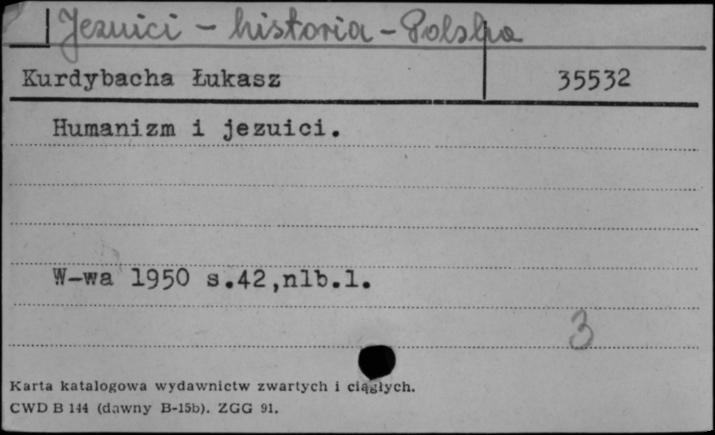 Jezuici - historia - Polska
Kurdybacha Łukasz 35532
Humanizm i jezuici.
W-wa 1950 s.42,nlb.1.
3
Karta katalogowa wydawnictw zwartych i ciągłych.
CWD B 144 (dawny B-15b). ZGG 91.